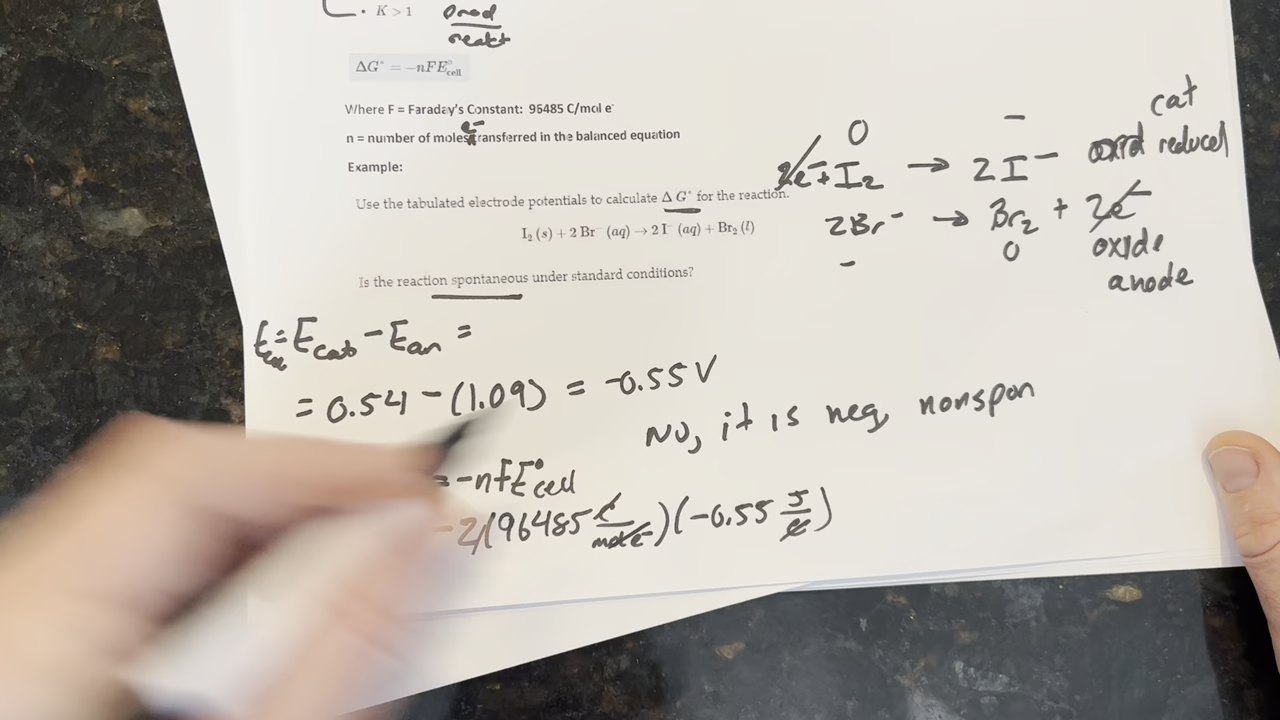 • K > 1 prod
react
ΔG° = −nFE°cell
Where F = Faraday's Constant: 96485 C/mol e-
e-
n = number of moles transferred in the balanced equation
Example:
Use the tabulated electrode potentials to calculate Δ G° for the reaction.
I2 (s) + 2 Br− (aq) → 2 I− (aq) + Br2 (l)
Is the reaction spontaneous under standard conditions?
cat
0 −
2e- + I2 → 2I− reduced
2Br− → Br2 + 2e-
− 0 oxide
anode
Ecat − Ean =
= 0.54 − (1.09) = −0.55 V
No, it is neg, nonspon
= −nFE°cell
−2(96485 C/mol e-)(−0.55 J/C)